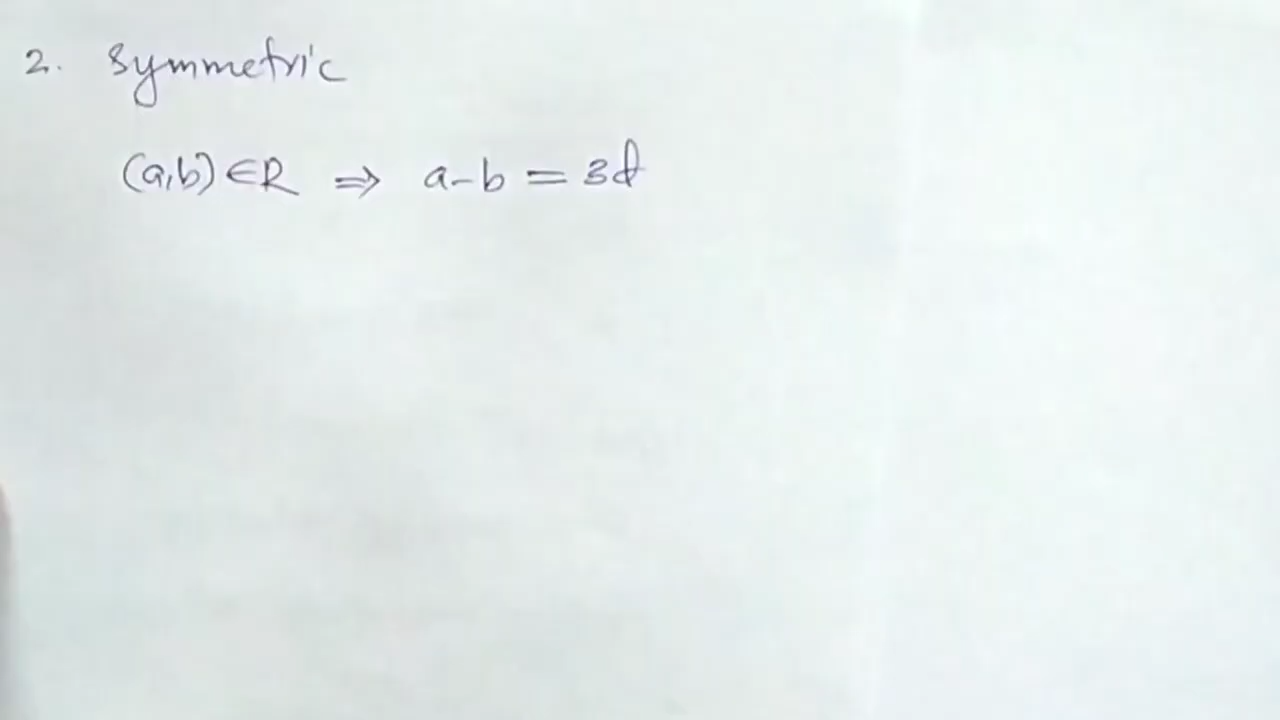 2. Symmetric
(a,b) ∈ R ⇒ a-b = 3d